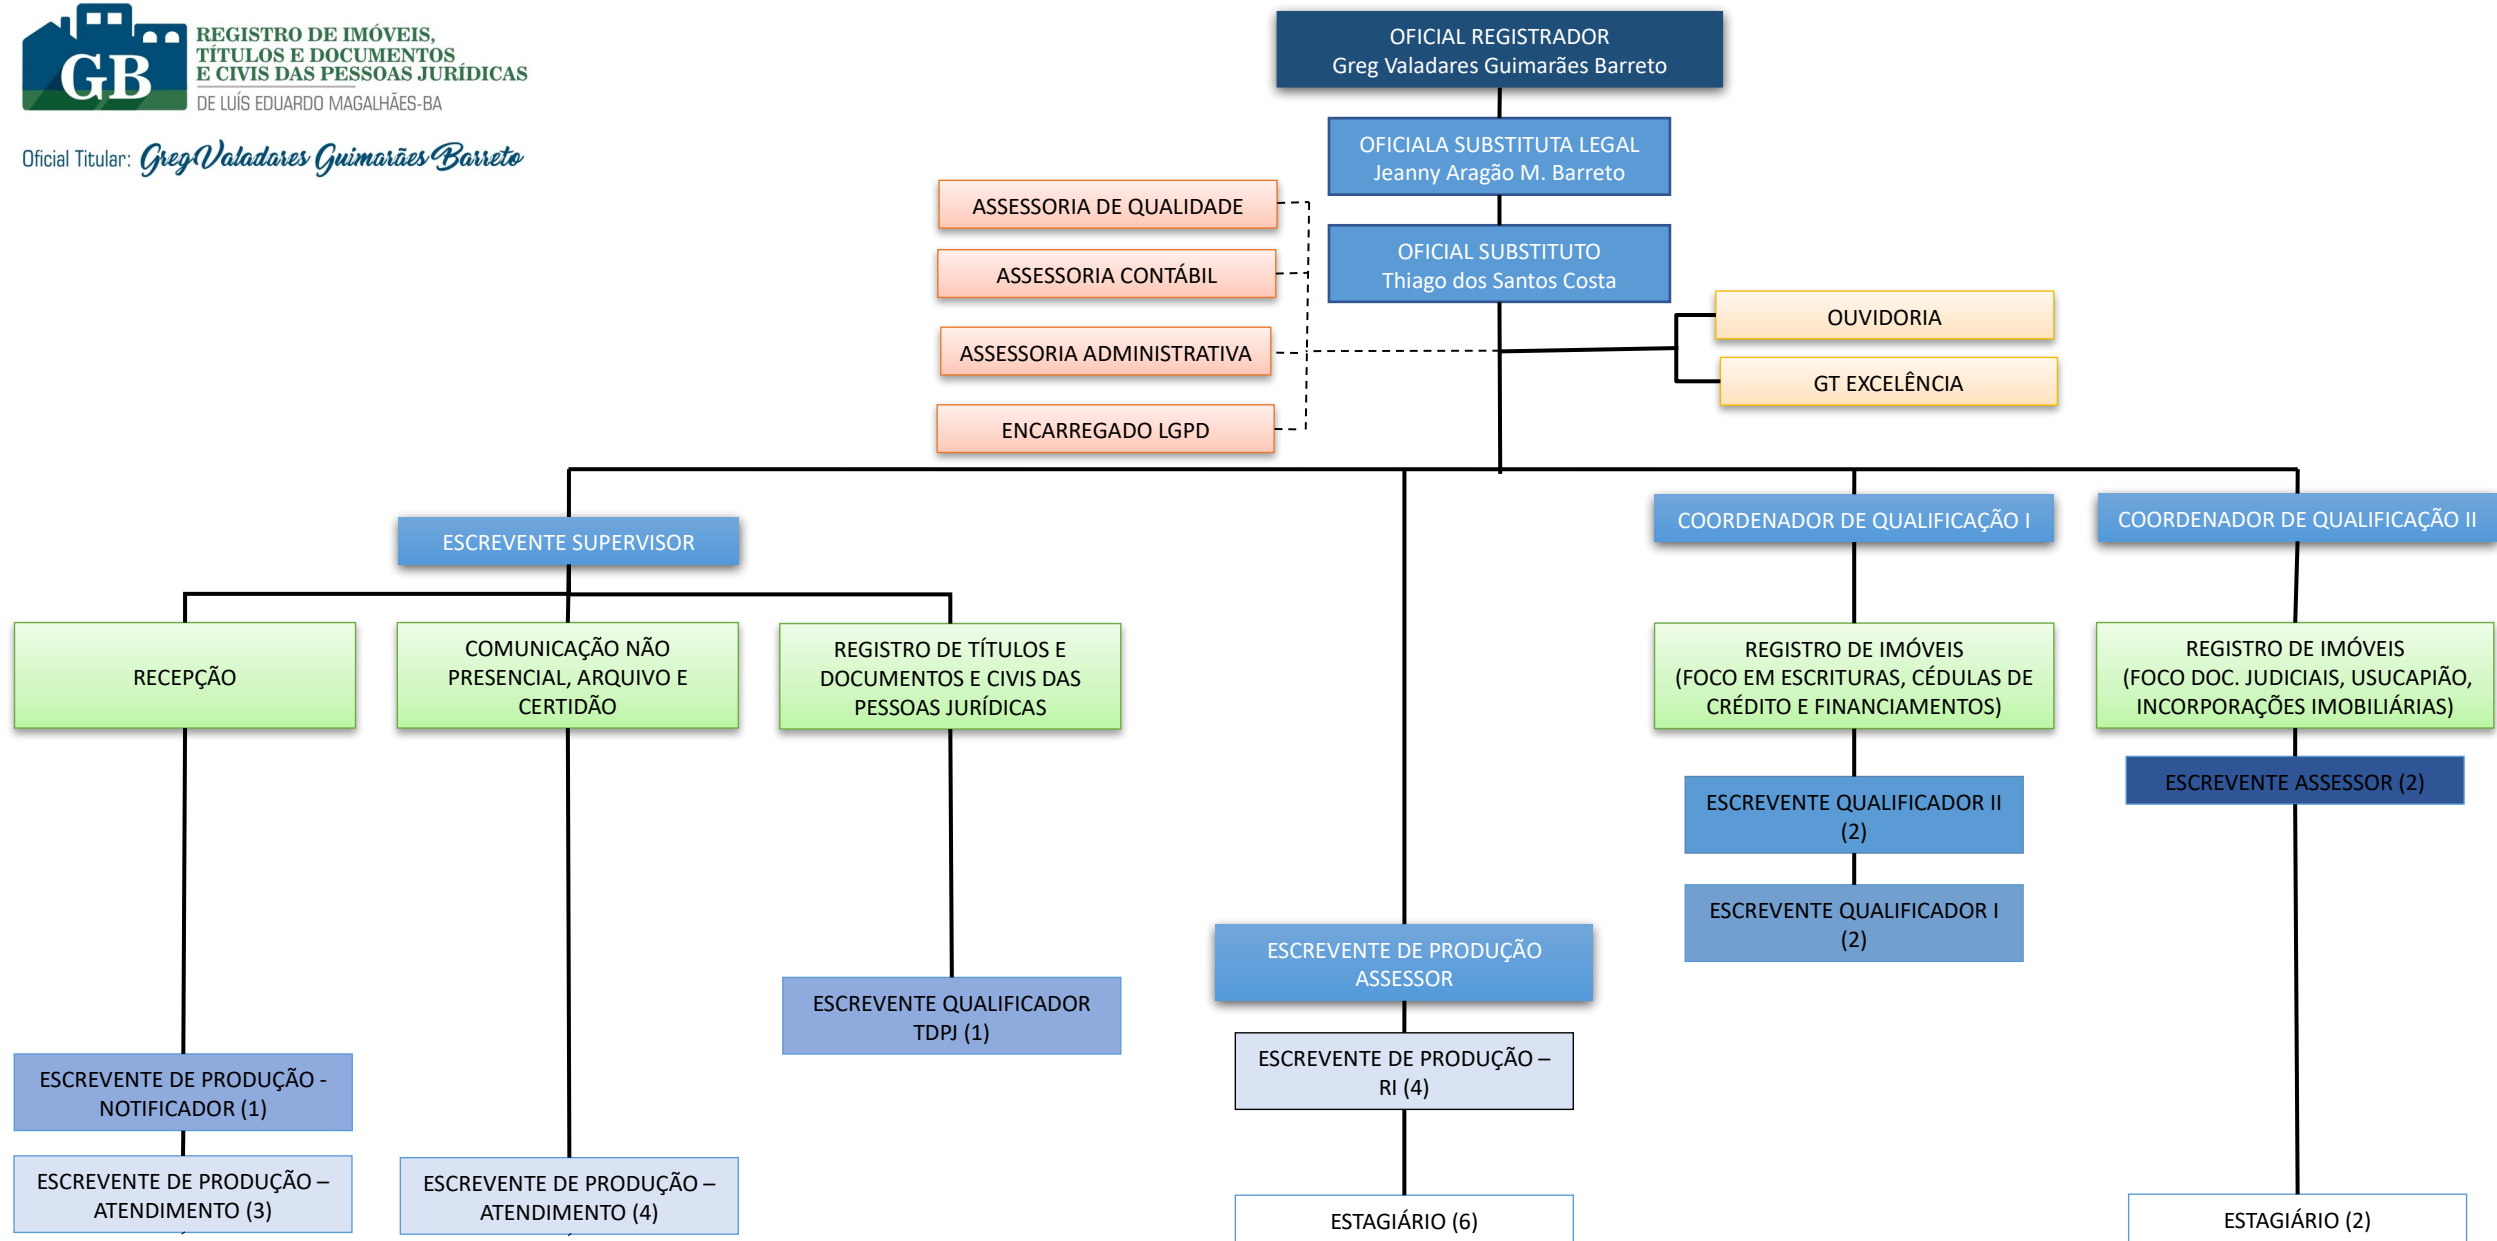 GB
REGISTRO DE IMÓVEIS,
TÍTULOS E DOCUMENTOS
E CIVIS DAS PESSOAS JURÍDICAS
DE LUÍS EDUARDO MAGALHÃES-BA
Oficial Titular: Greg Valadares Guimarães Barreto
OFICIAL REGISTRADOR
Greg Valadares Guimarães Barreto
OFICIALA SUBSTITUTA LEGAL
Jeanny Aragão M. Barreto
OFICIAL SUBSTITUTO
Thiago dos Santos Costa
ASSESSORIA DE QUALIDADE
ASSESSORIA CONTÁBIL
ASSESSORIA ADMINISTRATIVA
ENCARREGADO LGPD
OUVIDORIA
GT EXCELÊNCIA
ESCREVENTE SUPERVISOR
COORDENADOR DE QUALIFICAÇÃO I
COORDENADOR DE QUALIFICAÇÃO II
RECEPÇÃO
COMUNICAÇÃO NÃO
PRESENCIAL, ARQUIVO E
CERTIDÃO
REGISTRO DE TÍTULOS E
DOCUMENTOS E CIVIS DAS
PESSOAS JURÍDICAS
REGISTRO DE IMÓVEIS
(FOCO EM ESCRITURAS, CÉDULAS DE
CRÉDITO E FINANCIAMENTOS)
REGISTRO DE IMÓVEIS
(FOCO DOC. JUDICIAIS, USUCAPIÃO,
INCORPORAÇÕES IMOBILIÁRIAS)
ESCREVENTE ASSESSOR (2)
ESCREVENTE QUALIFICADOR II
(2)
ESCREVENTE QUALIFICADOR I
(2)
ESCREVENTE DE PRODUÇÃO
ASSESSOR
ESCREVENTE QUALIFICADOR
TDPJ (1)
ESCREVENTE DE PRODUÇÃO –
RI (4)
ESCREVENTE DE PRODUÇÃO -
NOTIFICADOR (1)
ESCREVENTE DE PRODUÇÃO –
ATENDIMENTO (3)
ESCREVENTE DE PRODUÇÃO –
ATENDIMENTO (4)
ESTAGIÁRIO (6)
ESTAGIÁRIO (2)